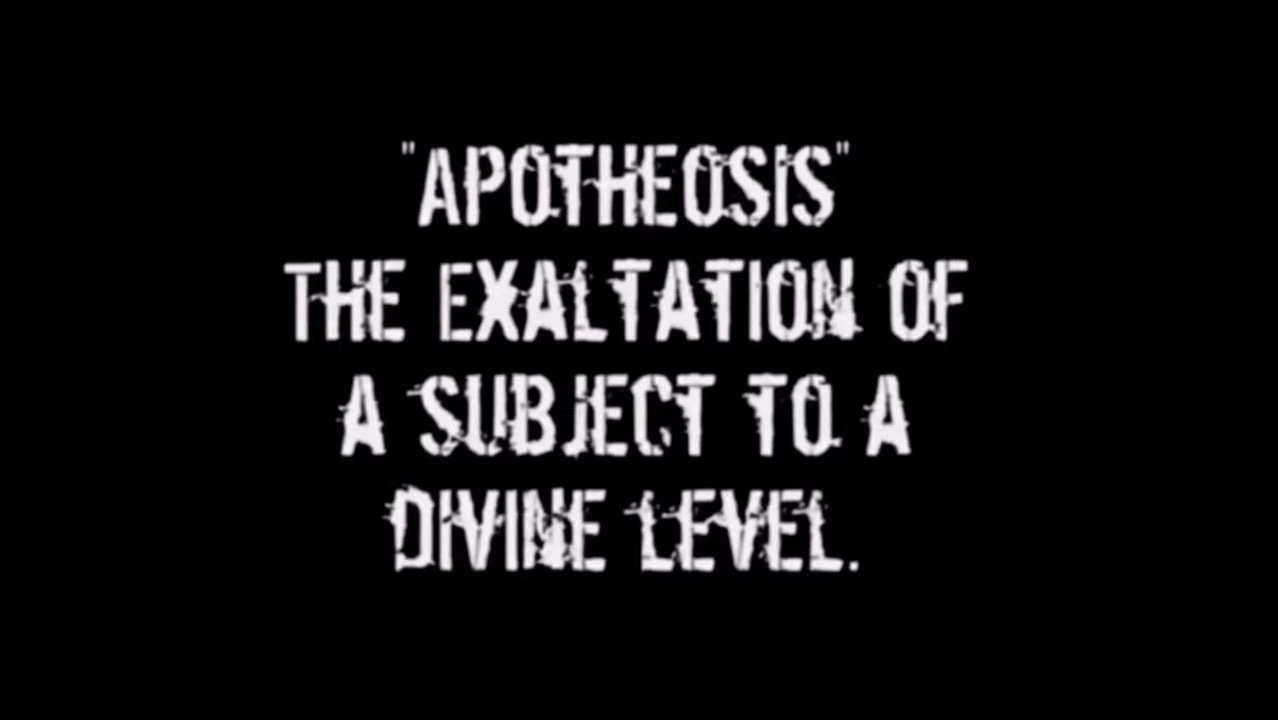 "APOTHEOSIS"
THE EXALTATION OF
A SUBJECT TO A
DIVINE LEVEL.